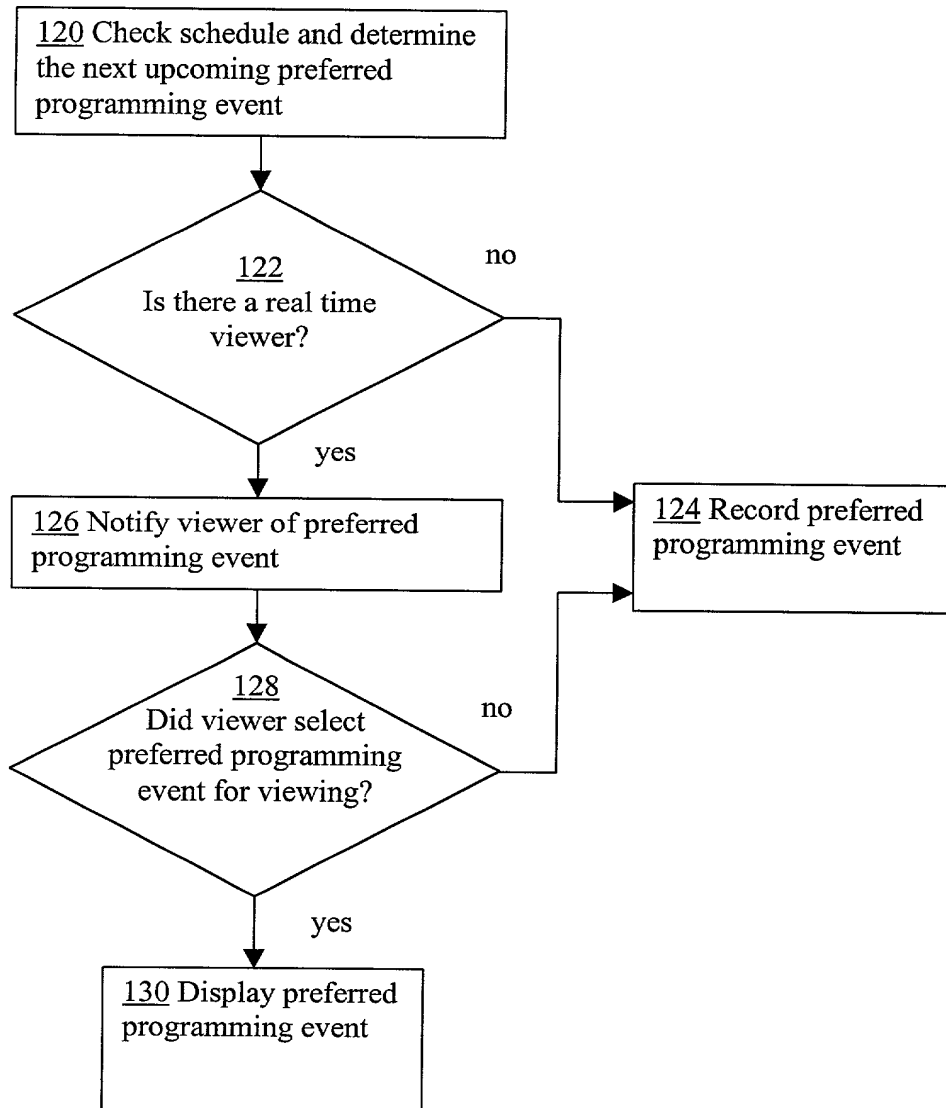 120 Check schedule and determine
the next upcoming preferred
programming event
122
Is there a real time
viewer?
no
yes
126 Notify viewer of preferred
programming event
124 Record preferred
programming event
128
Did viewer select
preferred programming
event for viewing?
no
yes
130 Display preferred
programming event